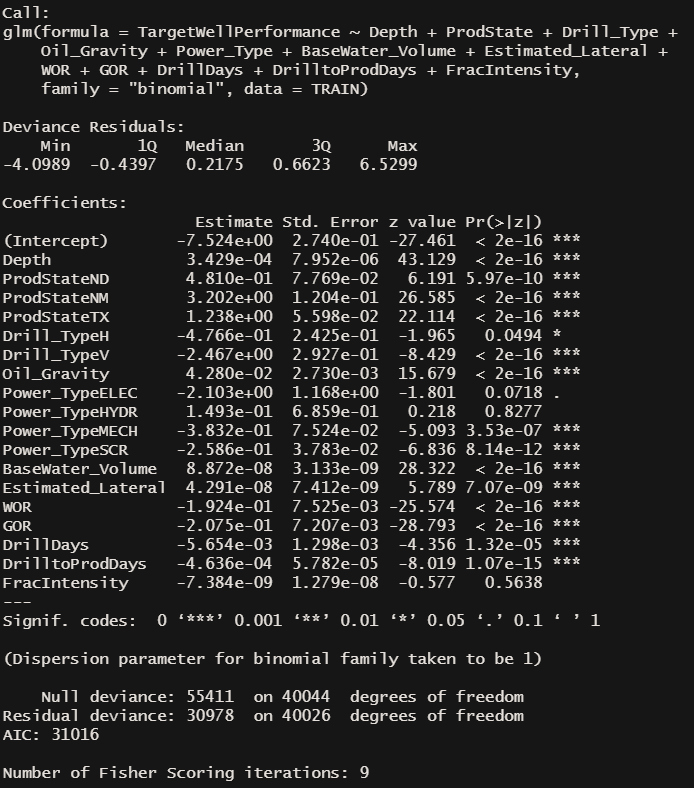 Call:
glm(formula = TargetWellPerformance ~ Depth + ProdState + Drill_Type +
    Oil_Gravity + Power_Type + BaseWater_Volume + Estimated_Lateral +
    WOR + GOR + DrillDays + DrilltoProdDays + FracIntensity,
    family = "binomial", data = TRAIN)

Deviance Residuals:
    Min       1Q   Median       3Q      Max
-4.0989  -0.4397   0.2175   0.6623   6.5299

Coefficients:
                    Estimate Std. Error z value Pr(>|z|)
(Intercept)       -7.524e+00  2.740e-01 -27.461  < 2e-16 ***
Depth              3.429e-04  7.952e-06  43.129  < 2e-16 ***
ProdStateND        4.810e-01  7.769e-02   6.191 5.97e-10 ***
ProdStateNM        3.202e+00  1.204e-01  26.585  < 2e-16 ***
ProdStateTX        1.238e+00  5.598e-02  22.114  < 2e-16 ***
Drill_TypeH       -4.766e-01  2.425e-01  -1.965   0.0494 *
Drill_TypeV       -2.467e+00  2.927e-01  -8.429  < 2e-16 ***
Oil_Gravity        4.280e-02  2.730e-03  15.679  < 2e-16 ***
Power_TypeELEC    -2.103e+00  1.168e+00  -1.801   0.0718 .
Power_TypeHYDR     1.493e-01  6.859e-01   0.218   0.8277
Power_TypeMECH    -3.832e-01  7.524e-02  -5.093 3.53e-07 ***
Power_TypeSCR     -2.586e-01  3.783e-02  -6.836 8.14e-12 ***
BaseWater_Volume   8.872e-08  3.133e-09  28.322  < 2e-16 ***
Estimated_Lateral  4.291e-08  7.412e-09   5.789 7.07e-09 ***
WOR               -1.924e-01  7.525e-03 -25.574  < 2e-16 ***
GOR               -2.075e-01  7.207e-03 -28.793  < 2e-16 ***
DrillDays         -5.654e-03  1.298e-03  -4.356 1.32e-05 ***
DrilltoProdDays   -4.636e-04  5.782e-05  -8.019 1.07e-15 ***
FracIntensity     -7.384e-09  1.279e-08  -0.577   0.5638
---
Signif. codes:  0 ‘***’ 0.001 ‘**’ 0.01 ‘*’ 0.05 ‘.’ 0.1 ‘ ’ 1

(Dispersion parameter for binomial family taken to be 1)

    Null deviance: 55411  on 40044  degrees of freedom
Residual deviance: 30978  on 40026  degrees of freedom
AIC: 31016

Number of Fisher Scoring iterations: 9